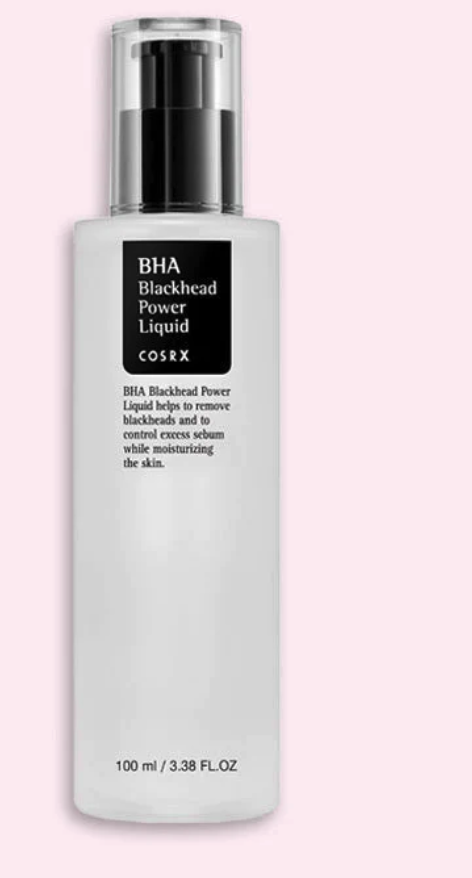 BHA
Blackhead
Power
Liquid
COSRX
BHA Blackhead Power
Liquid helps to remove
blackheads and to
control excess sebum
while moisturizing
the skin.
100 ml / 3.38 FL.OZ